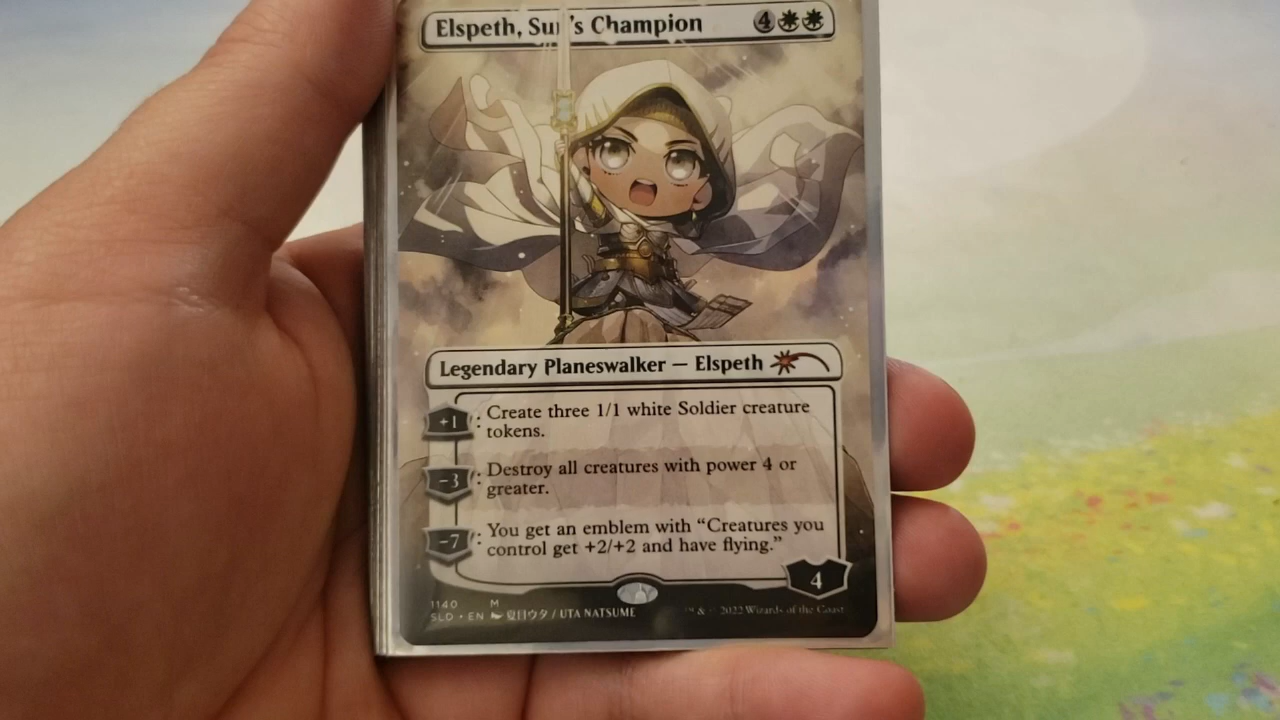 Elspeth, Sun's Champion 4
Legendary Planeswalker — Elspeth
+1: Create three 1/1 white Soldier creature
tokens.
-3: Destroy all creatures with power 4 or
greater.
-7: You get an emblem with “Creatures you
control get +2/+2 and have flying.”
4
1140 M
SLD • EN 夏目ウタ / UTA NATSUME ™ & © 2022 Wizards of the Coast